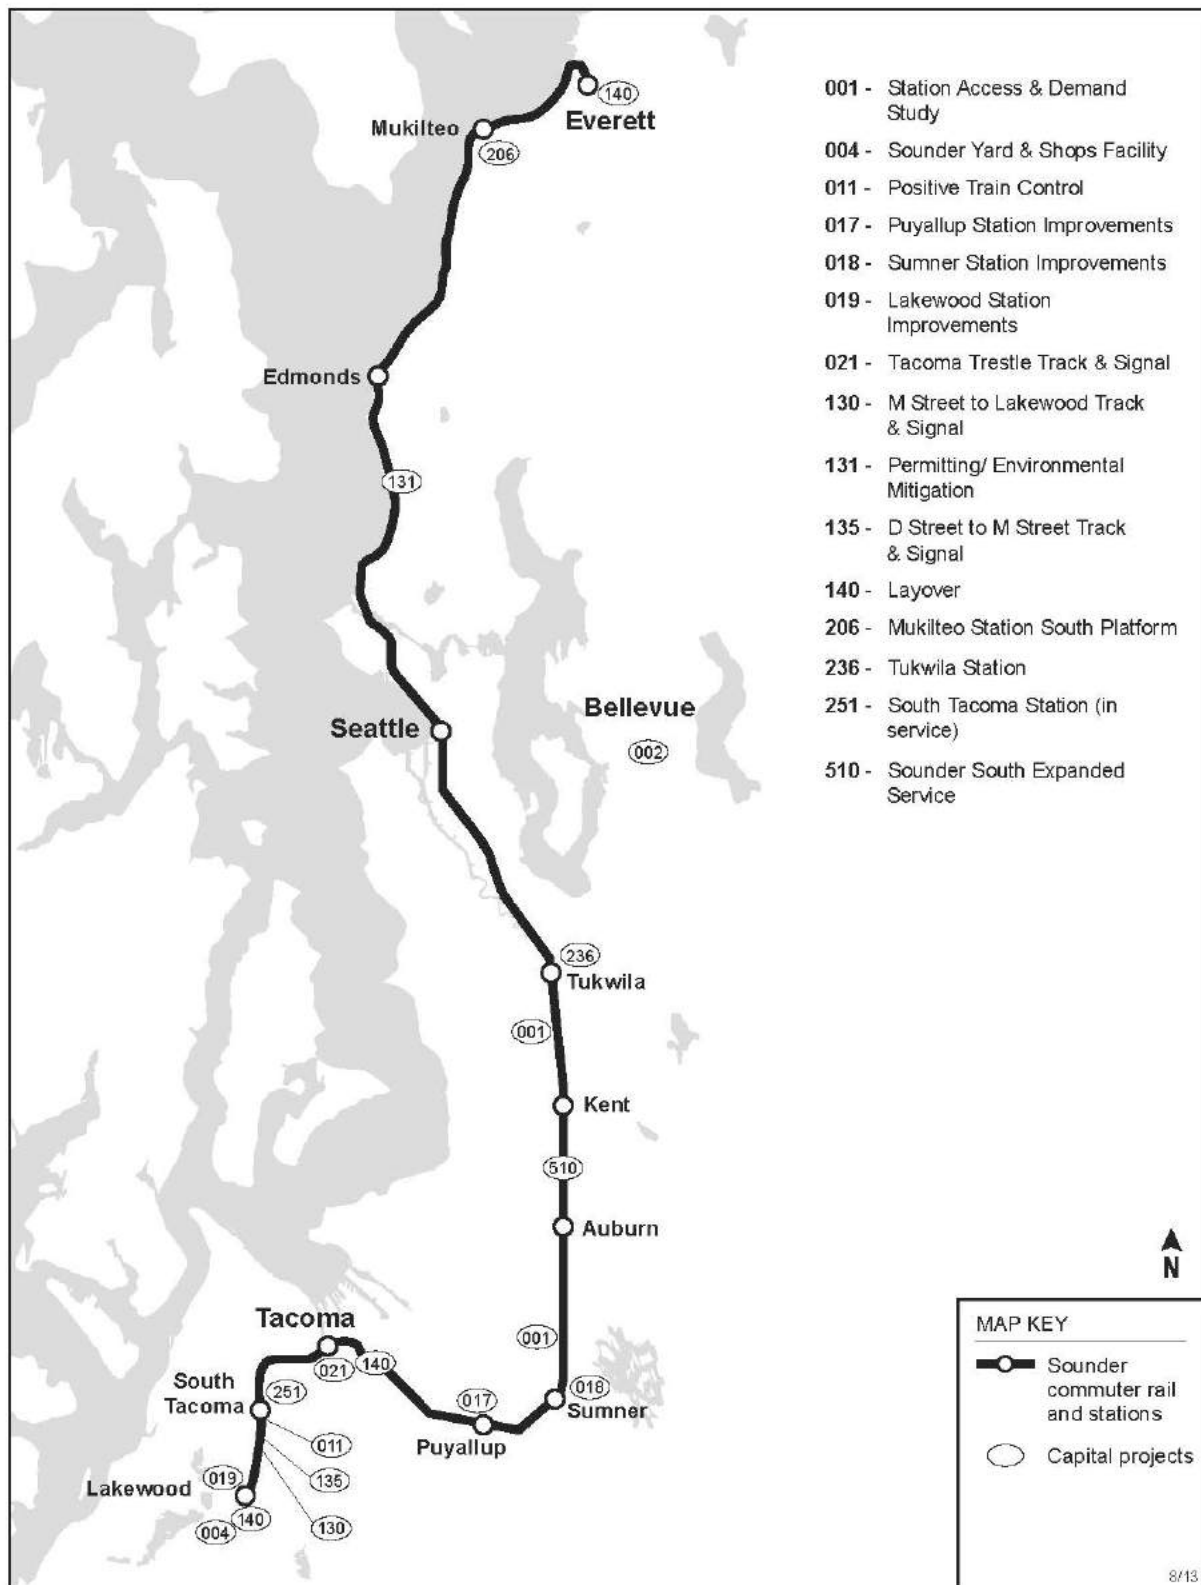 140
Everett
Mukilteo
206
Edmonds
131
Seattle
Bellevue
002
236
Tukwila
001
Kent
510
Auburn
Tacoma
001
021
140
South
Tacoma
251
018
Sumner
017
Puyallup
011
019
135
Lakewood
140
130
004
001 - Station Access & Demand
Study
004 - Sounder Yard & Shops Facility
011 - Positive Train Control
017 - Puyallup Station Improvements
018 - Sumner Station Improvements
019 - Lakewood Station
Improvements
021 - Tacoma Trestle Track & Signal
130 - M Street to Lakewood Track
& Signal
131 - Permitting/ Environmental
Mitigation
135 - D Street to M Street Track
& Signal
140 - Layover
206 - Mukilteo Station South Platform
236 - Tukwila Station
251 - South Tacoma Station (in
service)
510 - Sounder South Expanded
Service
N
MAP KEY
Sounder
commuter rail
and stations
Capital projects
8/13